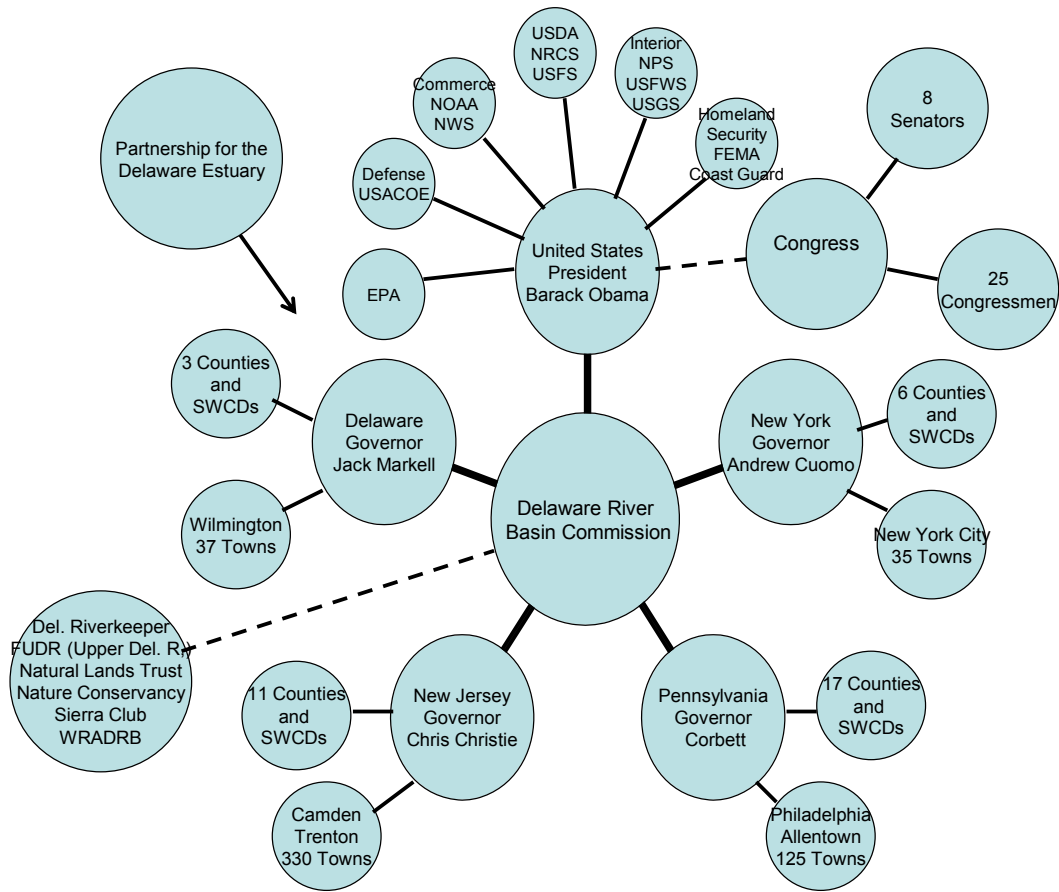 USDA
NRCS
USFS
Interior
NPS
USFWS
USGS
Commerce
NOAA
NWS
8
Senators
Homeland
Security
FEMA
Coast Guard
Partnership for the
Delaware Estuary
Defense
USACOE
United States
President
Barack Obama
Congress
EPA
25
Congressmen
3 Counties
and
SWCDs
Delaware
Governor
Jack Markell
New York
Governor
Andrew Cuomo
6 Counties
and
SWCDs
Delaware River
Basin Commission
Wilmington
37 Towns
New York City
35 Towns
Del. Riverkeeper
FUDR (Upper Del. R.)
Natural Lands Trust
Nature Conservancy
Sierra Club
WRADRB
11 Counties
and
SWCDs
New Jersey
Governor
Chris Christie
Pennsylvania
Governor
Corbett
17 Counties
and
SWCDs
Camden
Trenton
330 Towns
Philadelphia
Allentown
125 Towns